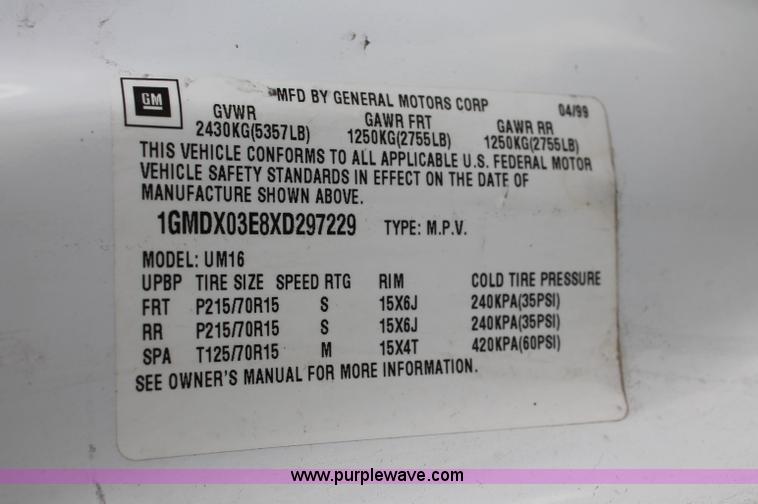 GM
MFD BY GENERAL MOTORS CORP 04/99
GVWR GAWR FRT GAWR RR
2430KG(5357LB) 1250KG(2755LB) 1250KG(2755LB)
THIS VEHICLE CONFORMS TO ALL APPLICABLE U.S. FEDERAL MOTOR
VEHICLE SAFETY STANDARDS IN EFFECT ON THE DATE OF
MANUFACTURE SHOWN ABOVE.
1GMDX03E8XD297229 TYPE: M.P.V.
MODEL: UM16
UPBP TIRE SIZE SPEED RTG RIM COLD TIRE PRESSURE
FRT P215/70R15 S 15X6J 240KPA(35PSI)
RR P215/70R15 S 15X6J 240KPA(35PSI)
SPA T125/70R15 M 15X4T 420KPA(60PSI)
SEE OWNER'S MANUAL FOR MORE INFORMATION.
www.purplewave.com